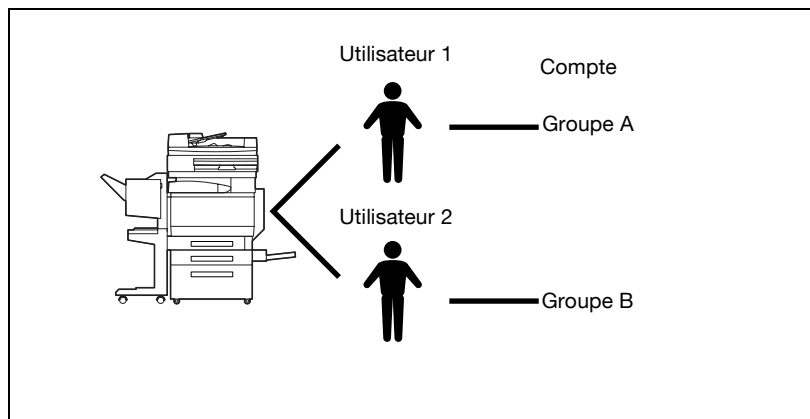 Utilisateur 1
Compte
Groupe A
Utilisateur 2
Groupe B